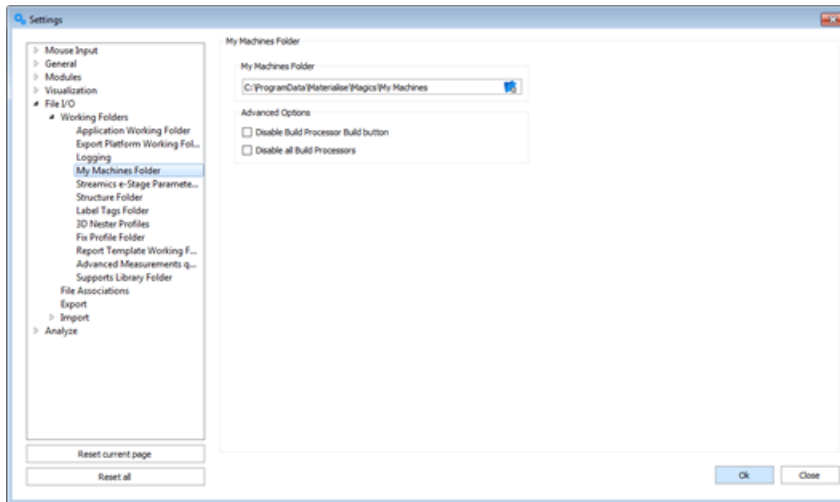 Settings
Mouse Input
General
Modules
Visualization
File I/O
Working Folders
Application Working Folder
Export Platform Working Fol...
Logging
My Machines Folder
Streamics e-Stage Paramete...
Structure Folder
Label Tags Folder
3D Nester Profiles
Fix Profile Folder
Report Template Working F...
Advanced Measurements q...
Supports Library Folder
File Associations
Export
Import
Analyze
Reset current page
Reset all
My Machines Folder
My Machines Folder
C:\ProgramData\Materialise\Magics\My Machines
Advanced Options
Disable Build Processor Build button
Disable all Build Processors
Ok
Close